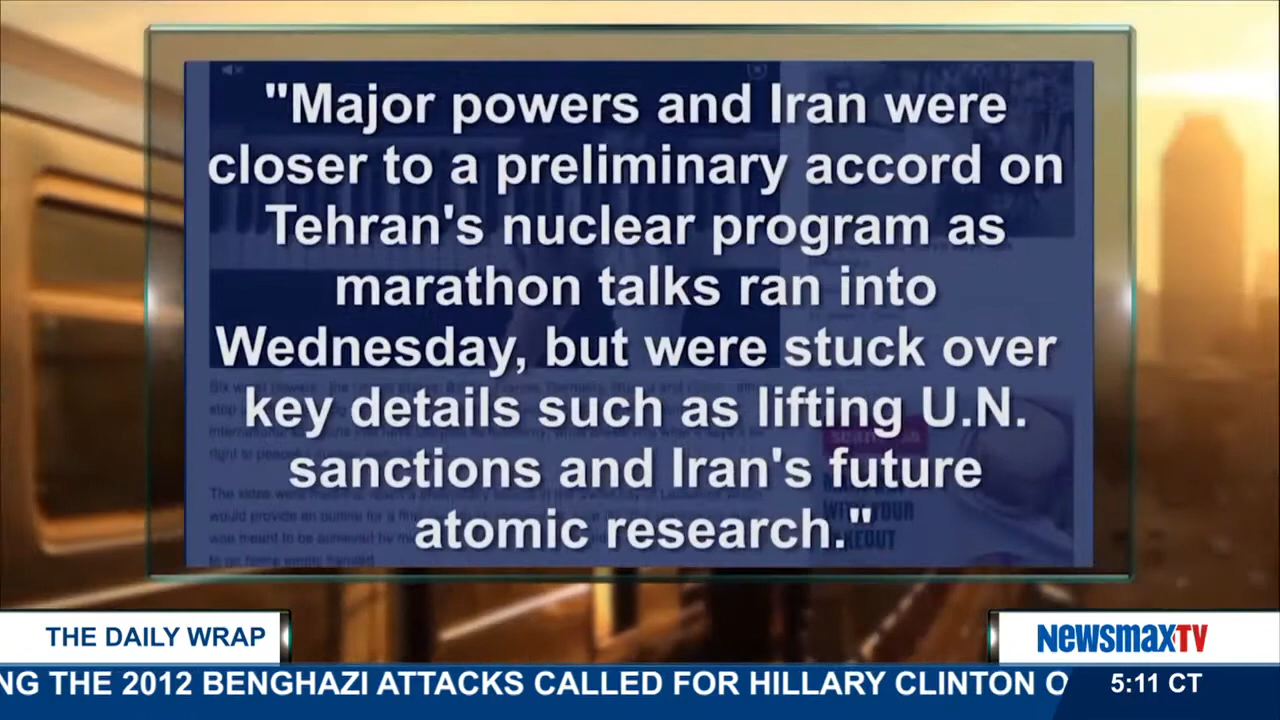 "Major powers and Iran were
closer to a preliminary accord on
Tehran's nuclear program as
marathon talks ran into
Wednesday, but were stuck over
key details such as lifting U.N.
sanctions and Iran's future
atomic research."
THE DAILY WRAP
NEWSMAXTV
NG THE 2012 BENGHAZI ATTACKS CALLED FOR HILLARY CLINTON
5:11 CT